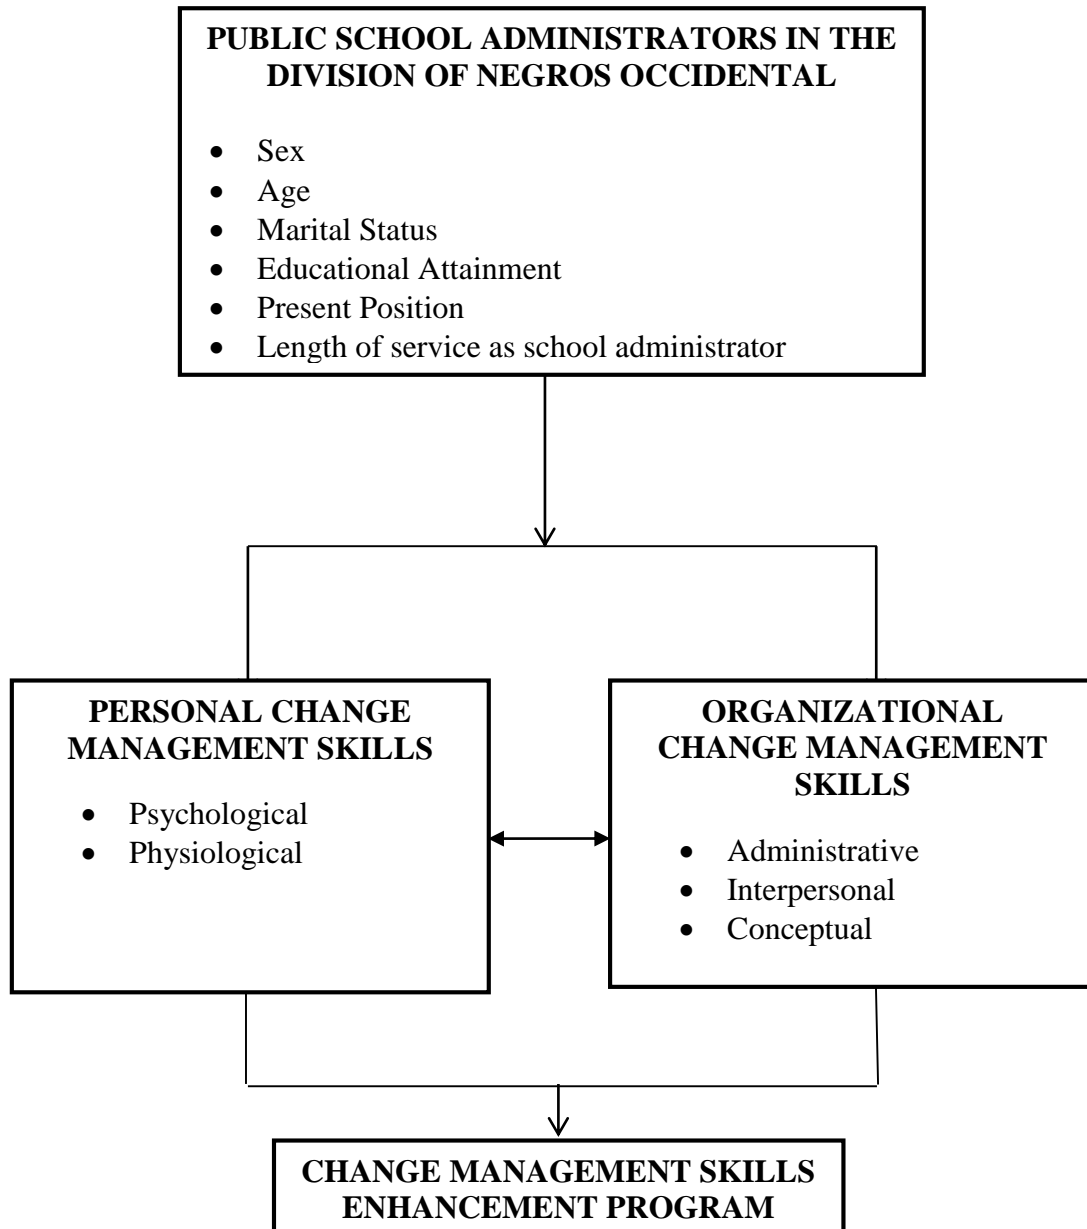 PUBLIC SCHOOL ADMINISTRATORS IN THE
DIVISION OF NEGROS OCCIDENTAL
• Sex
• Age
• Marital Status
• Educational Attainment
• Present Position
• Length of service as school administrator
PERSONAL CHANGE
MANAGEMENT SKILLS
• Psychological
• Physiological
ORGANIZATIONAL
CHANGE MANAGEMENT
SKILLS
• Administrative
• Interpersonal
• Conceptual
CHANGE MANAGEMENT SKILLS
ENHANCEMENT PROGRAM